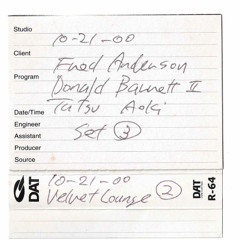 Studio
10-21-00
Client
Fred Anderson
Program
Donald Barnett II
Tatsu Aoki
Date/Time
Engineer
Set 3
Assistant
Producer
Source
DAT
10-21-00
Velvet Lounge 2
DAT
R-64